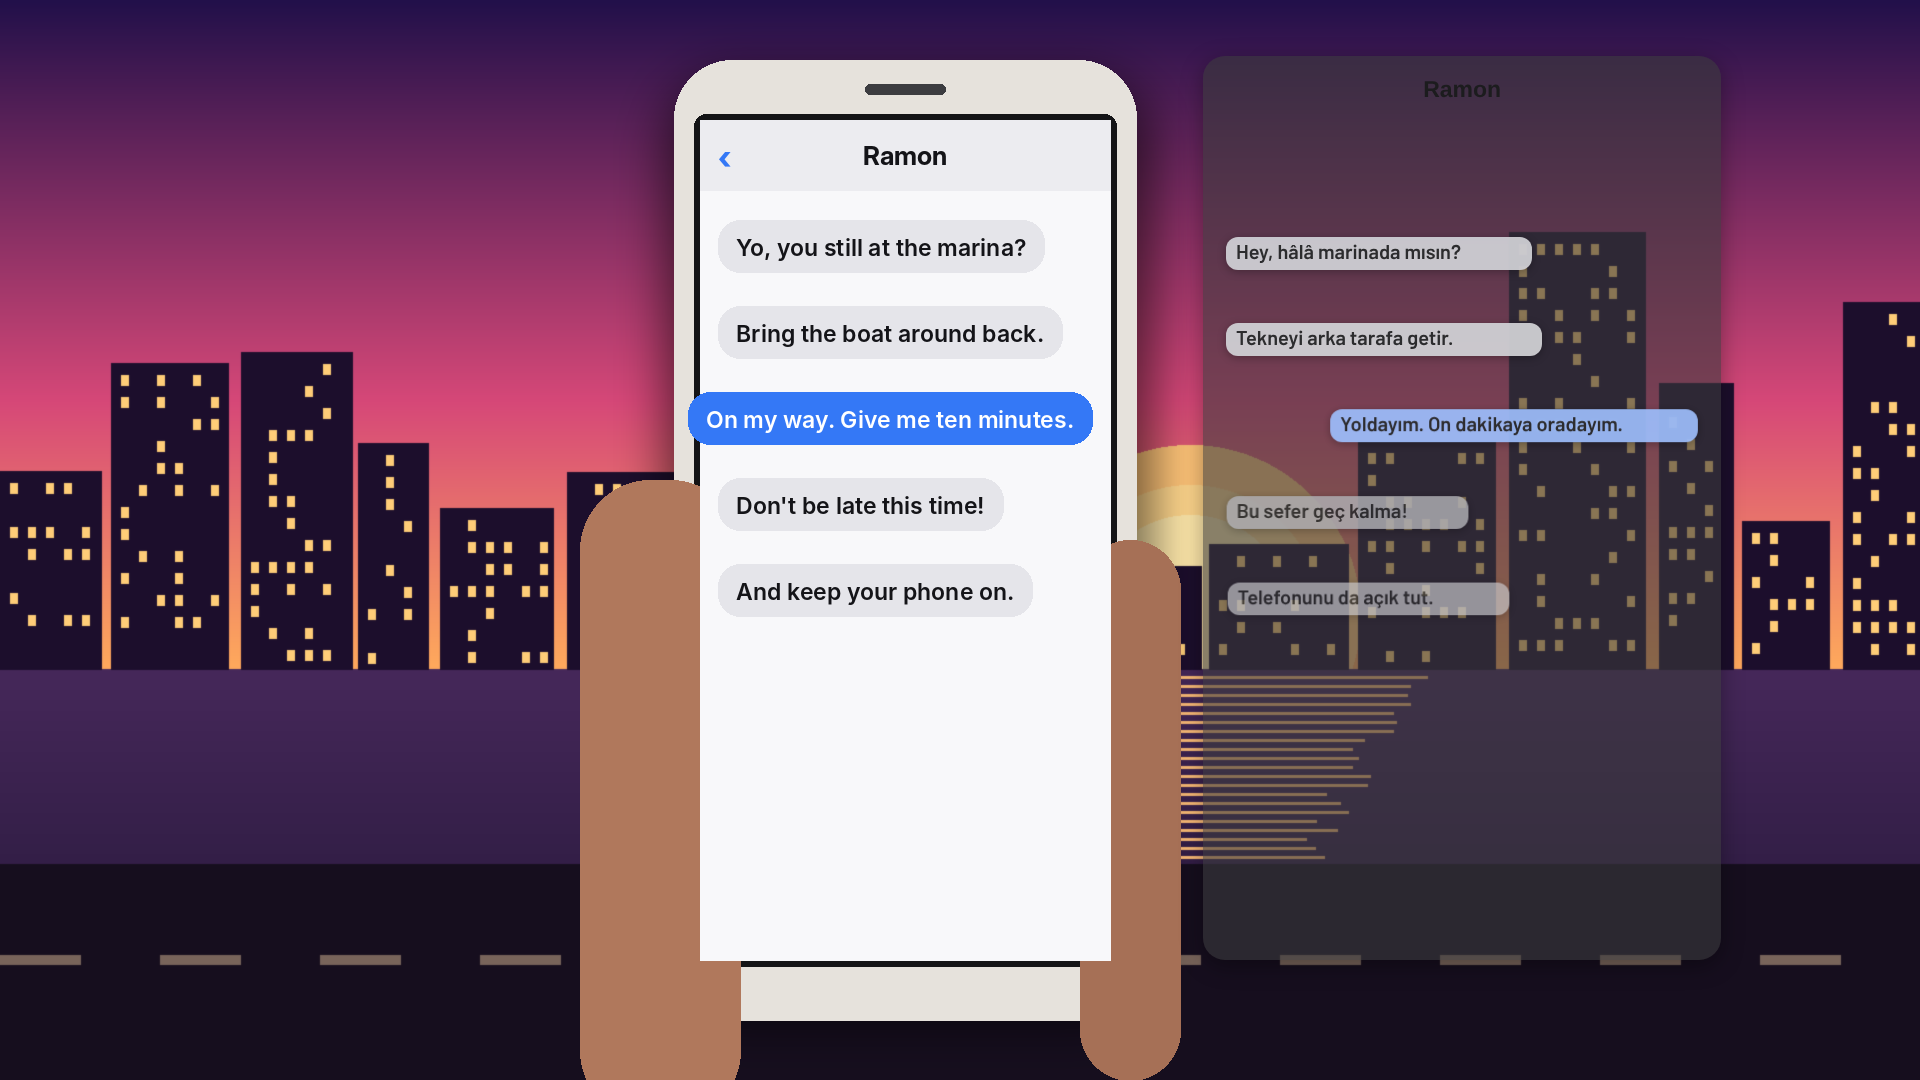 Ramon
Yo, you still at the marina?
Bring the boat around back.
On my way. Give me ten minutes.
Don't be late this time!
And keep your phone on.
Ramon
Hey, hâlâ marinada mısın?
Tekneyi arka tarafa getir.
Yoldayım. On dakikaya oradayım.
Bu sefer geç kalma!
Telefonunu da açık tut.